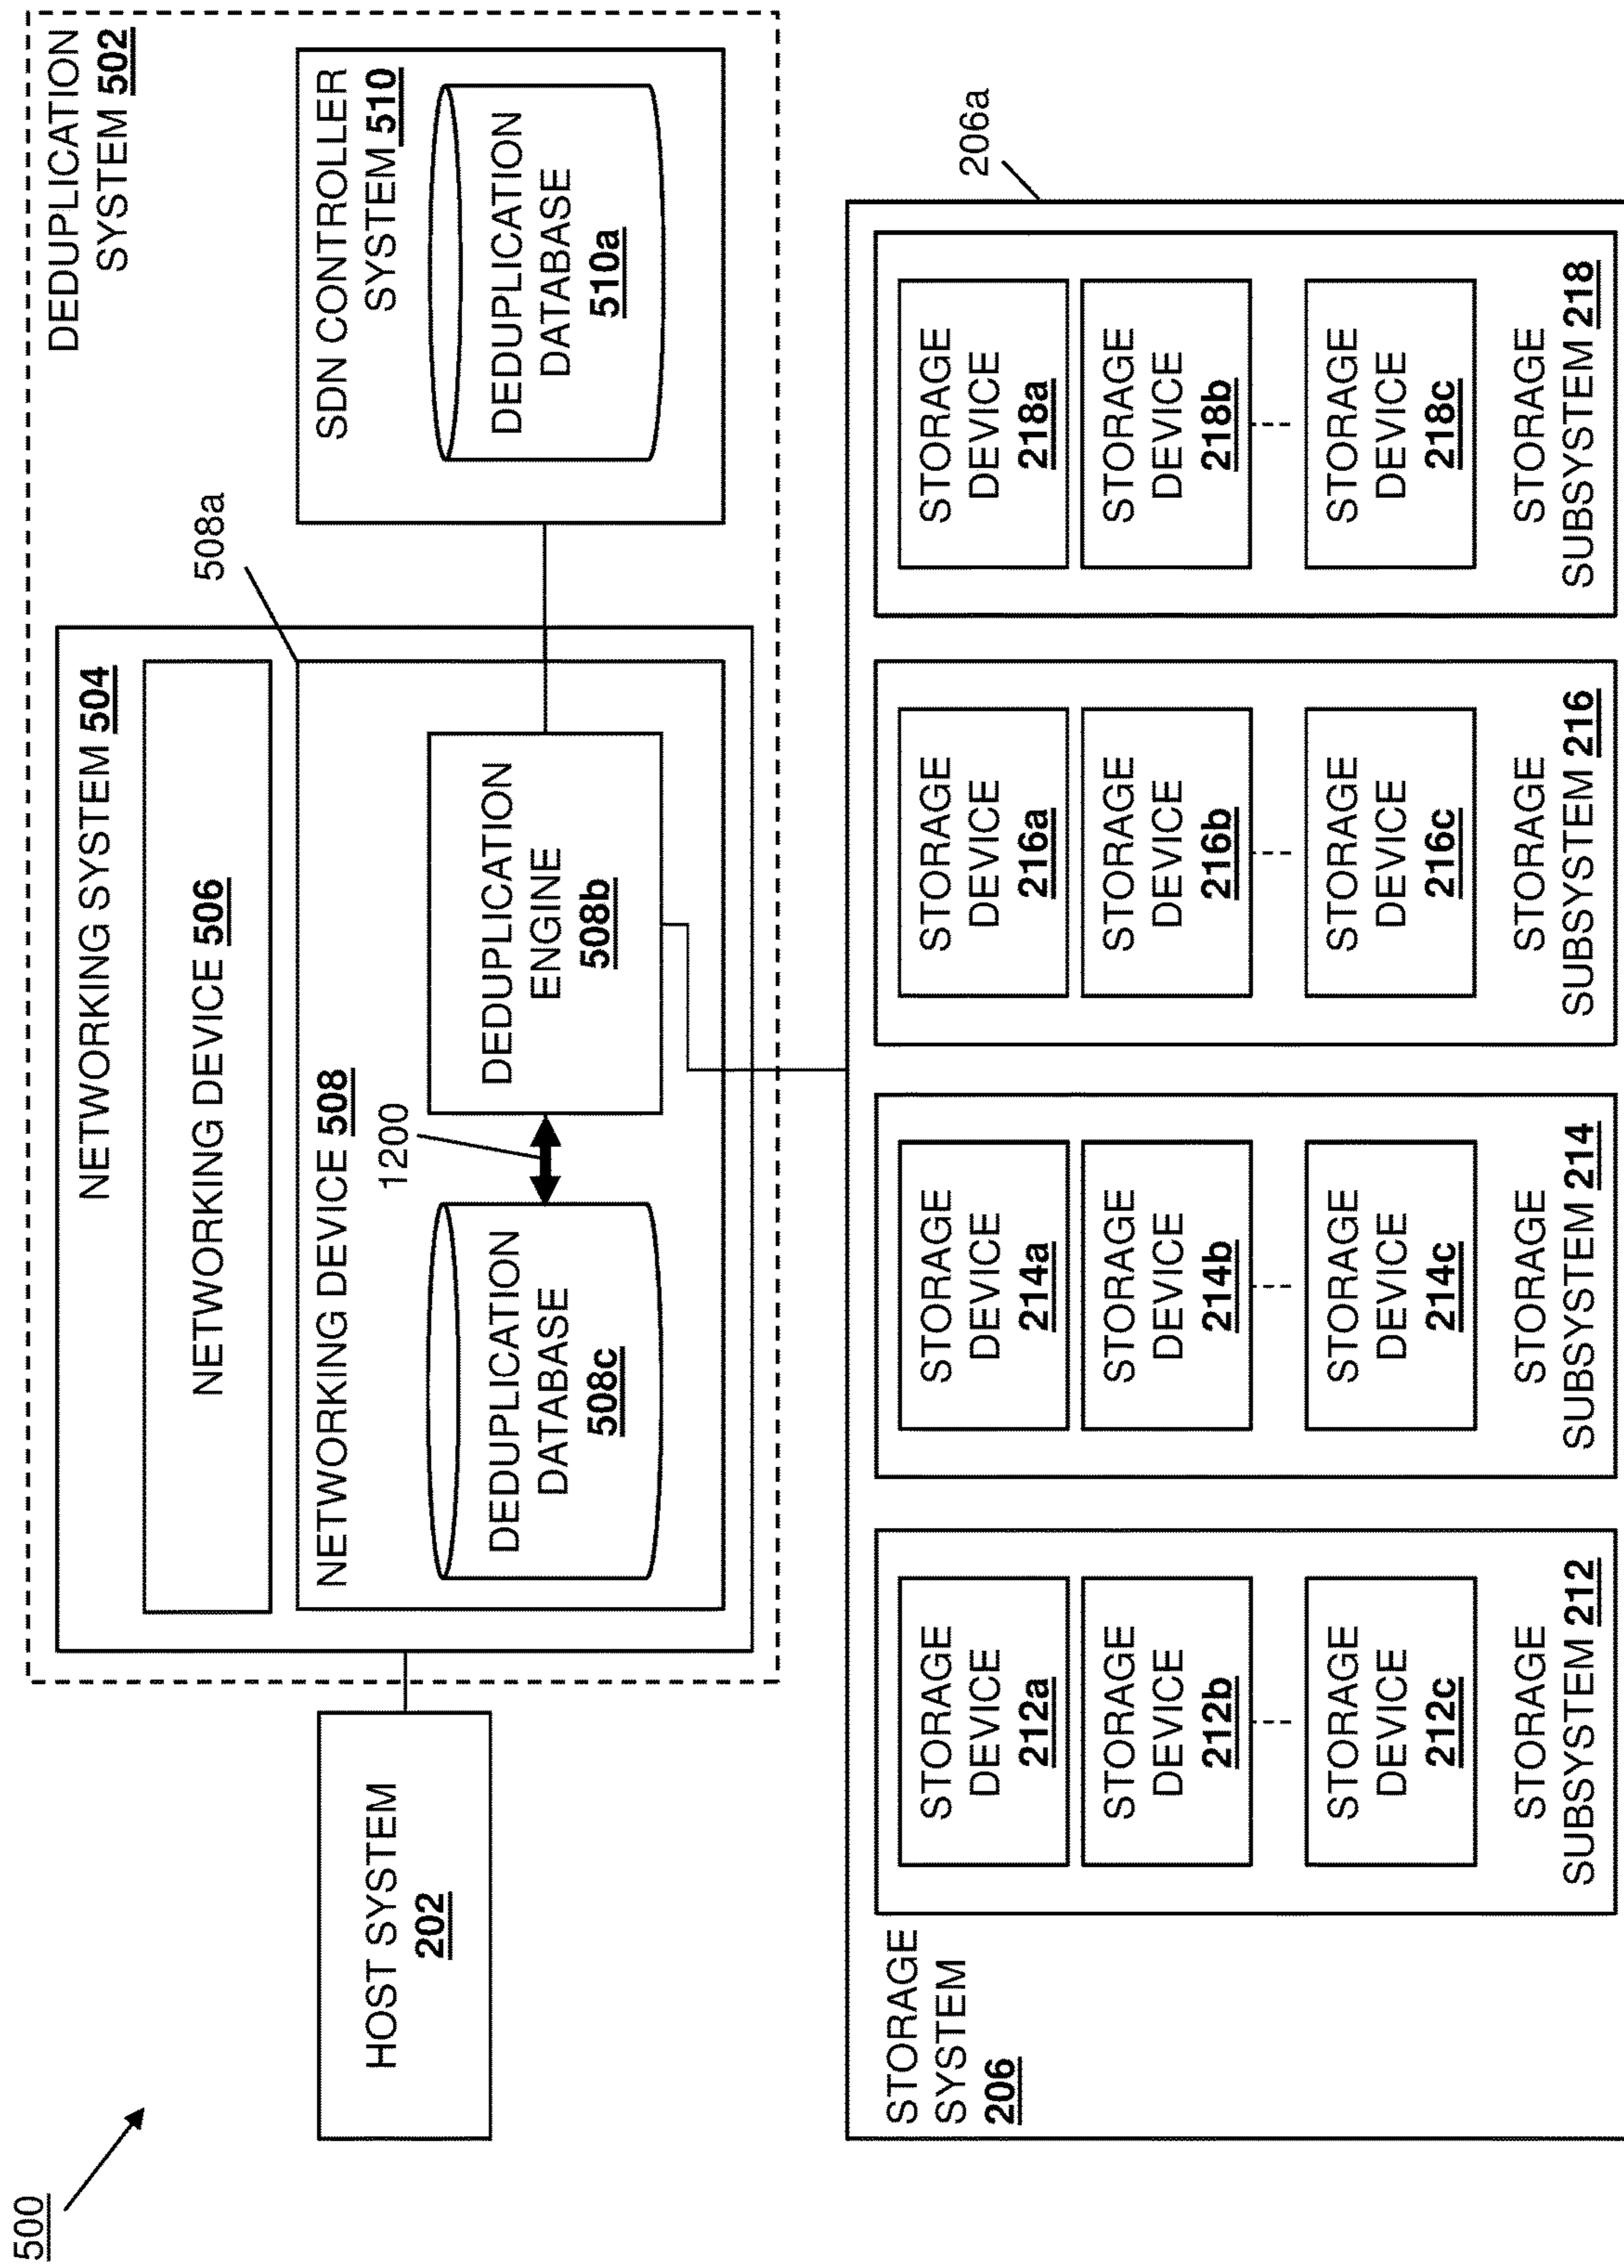 500
DEDUPLICATION
SYSTEM 502
NETWORKING SYSTEM 504
NETWORKING DEVICE 506
508a
NETWORKING DEVICE 508
1200
DEDUPLICATION
DATABASE
508c
DEDUPLICATION
ENGINE
508b
SDN CONTROLLER
SYSTEM 510
DEDUPLICATION
DATABASE
510a
HOST SYSTEM
202
206a
STORAGE
SYSTEM
206
STORAGE
DEVICE
212a
STORAGE
DEVICE
212b
STORAGE
DEVICE
212c
STORAGE
SUBSYSTEM 212
STORAGE
DEVICE
214a
STORAGE
DEVICE
214b
STORAGE
DEVICE
214c
STORAGE
SUBSYSTEM 214
STORAGE
DEVICE
216a
STORAGE
DEVICE
216b
STORAGE
DEVICE
216c
STORAGE
SUBSYSTEM 216
STORAGE
DEVICE
218a
STORAGE
DEVICE
218b
STORAGE
DEVICE
218c
STORAGE
SUBSYSTEM 218